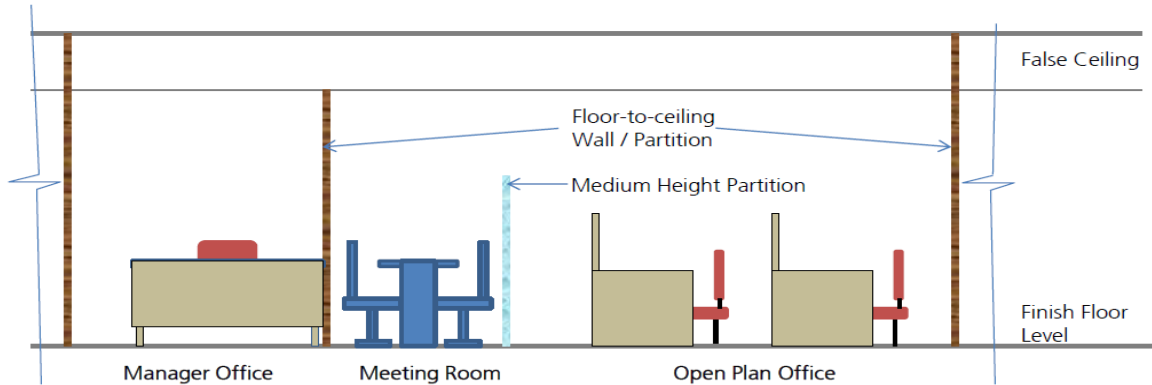 False Ceiling
Floor-to-ceiling
Wall / Partition
Medium Height Partition
Finish Floor
Level
Manager Office
Meeting Room
Open Plan Office